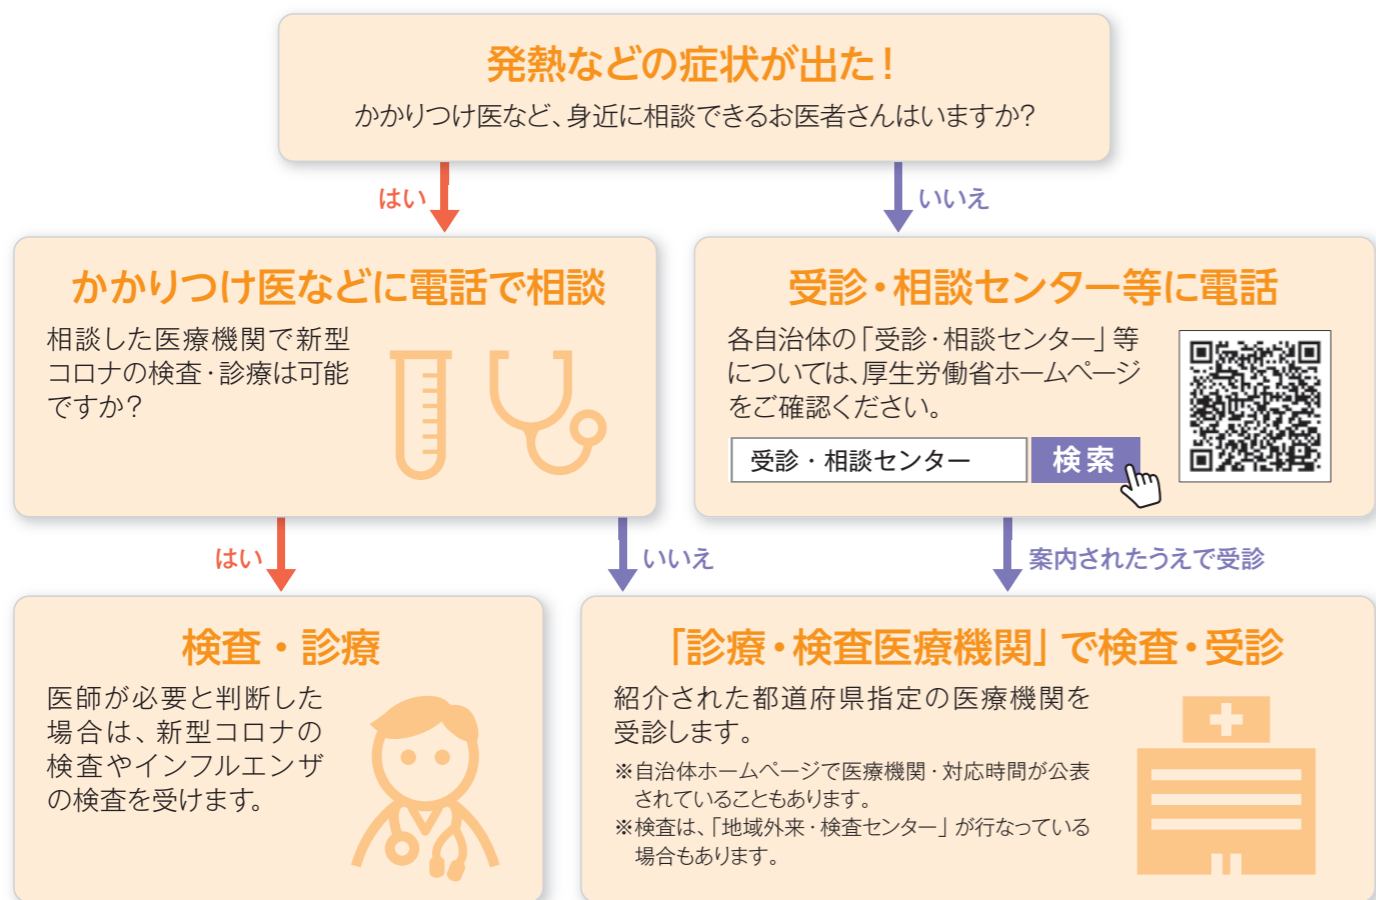 発熱などの症状が出た！
かかりつけ医など、身近に相談できるお医者さんはいますか？
はい
いいえ
かかりつけ医などに電話で相談
相談した医療機関で新型
コロナの検査・診療は可能
ですか？
受診・相談センター等に電話
各自治体の「受診・相談センター」等
については、厚生労働省ホームページ
をご確認ください。
受診・相談センター
検索
はい
いいえ
案内されたうえで受診
検査・診療
医師が必要と判断した
場合は、新型コロナの
検査やインフルエンザ
の検査を受けます。
「診療・検査医療機関」で検査・受診
紹介された都道府県指定の医療機関を
受診します。
※自治体ホームページで医療機関・対応時間が公表
されていることもあります。
※検査は、「地域外来・検査センター」が行なっている
場合もあります。